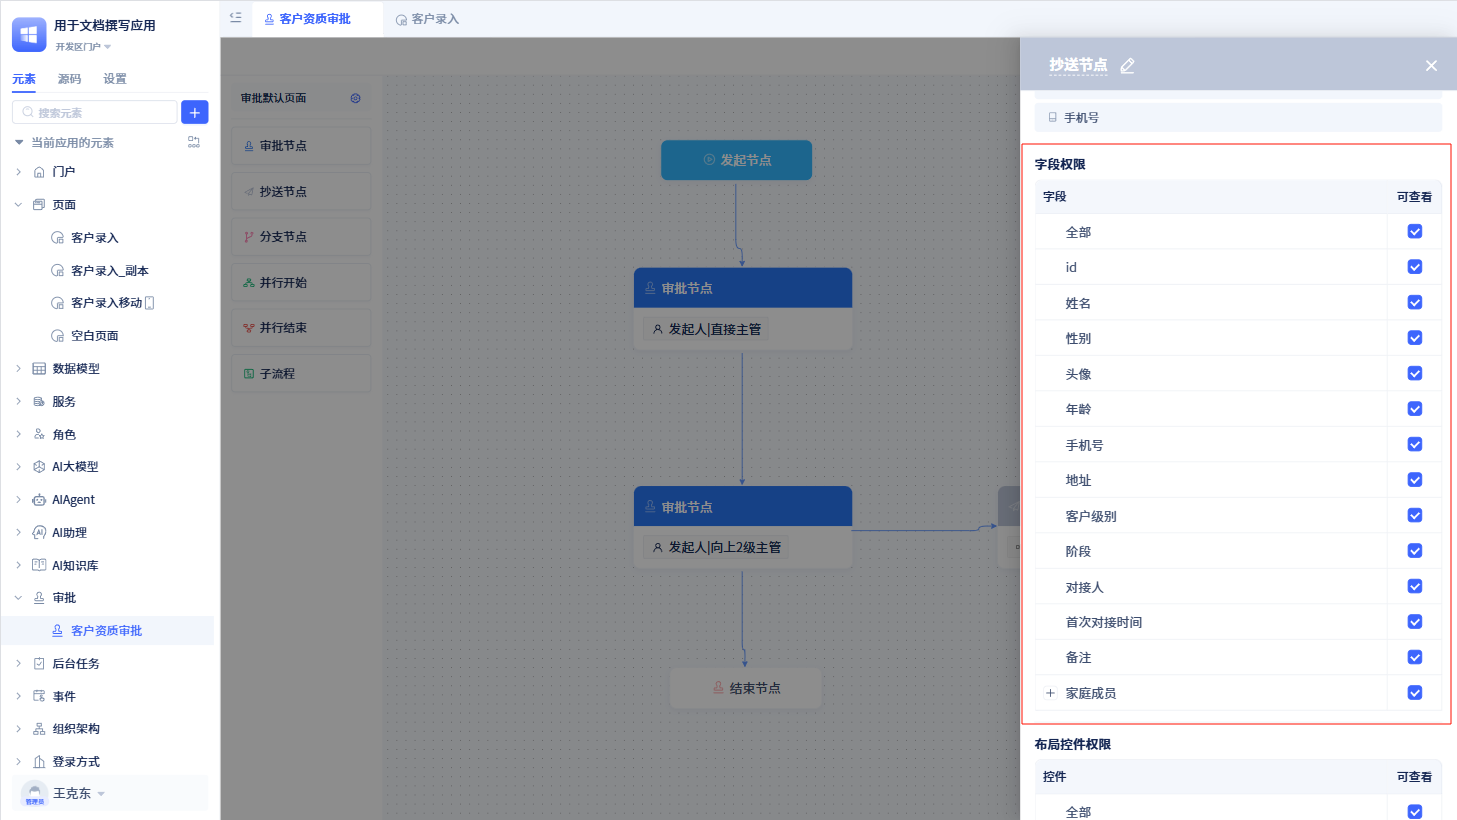 用于文档撰写应用
开发区门户
元素 源码 设置
搜索元素
当前应用的元素
门户
页面
客户录入
客户录入_副本
客户录入移动
空白页面
数据模型
服务
角色
AI大模型
AIAgent
AI助理
AI知识库
审批
客户资质审批
后台任务
事件
组织架构
登录方式
管理员
王克东
客户资质审批
客户录入
审批默认页面
审批节点
抄送节点
分支节点
并行开始
并行结束
子流程
发起节点
审批节点
发起人|直接主管
审批节点
发起人|向上2级主管
结束节点
抄送节点
手机号
字段权限
字段 可查看
全部
id
姓名
性别
头像
年龄
手机号
地址
客户级别
阶段
对接人
首次对接时间
备注
家庭成员
布局控件权限
控件 可查看
全部